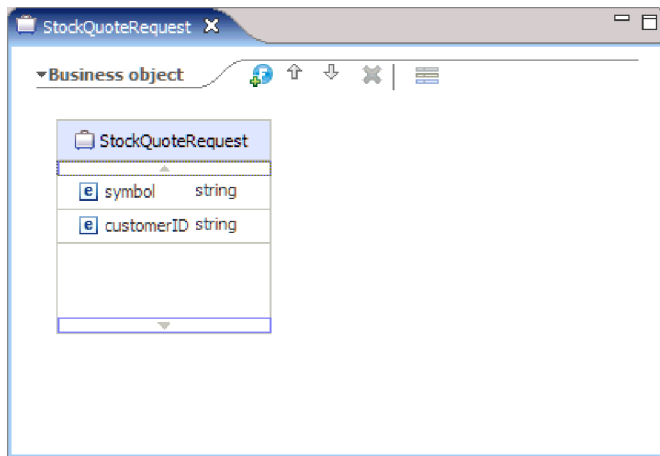 StockQuoteRequest
Business object
StockQuoteRequest
e symbol string
e customerID string